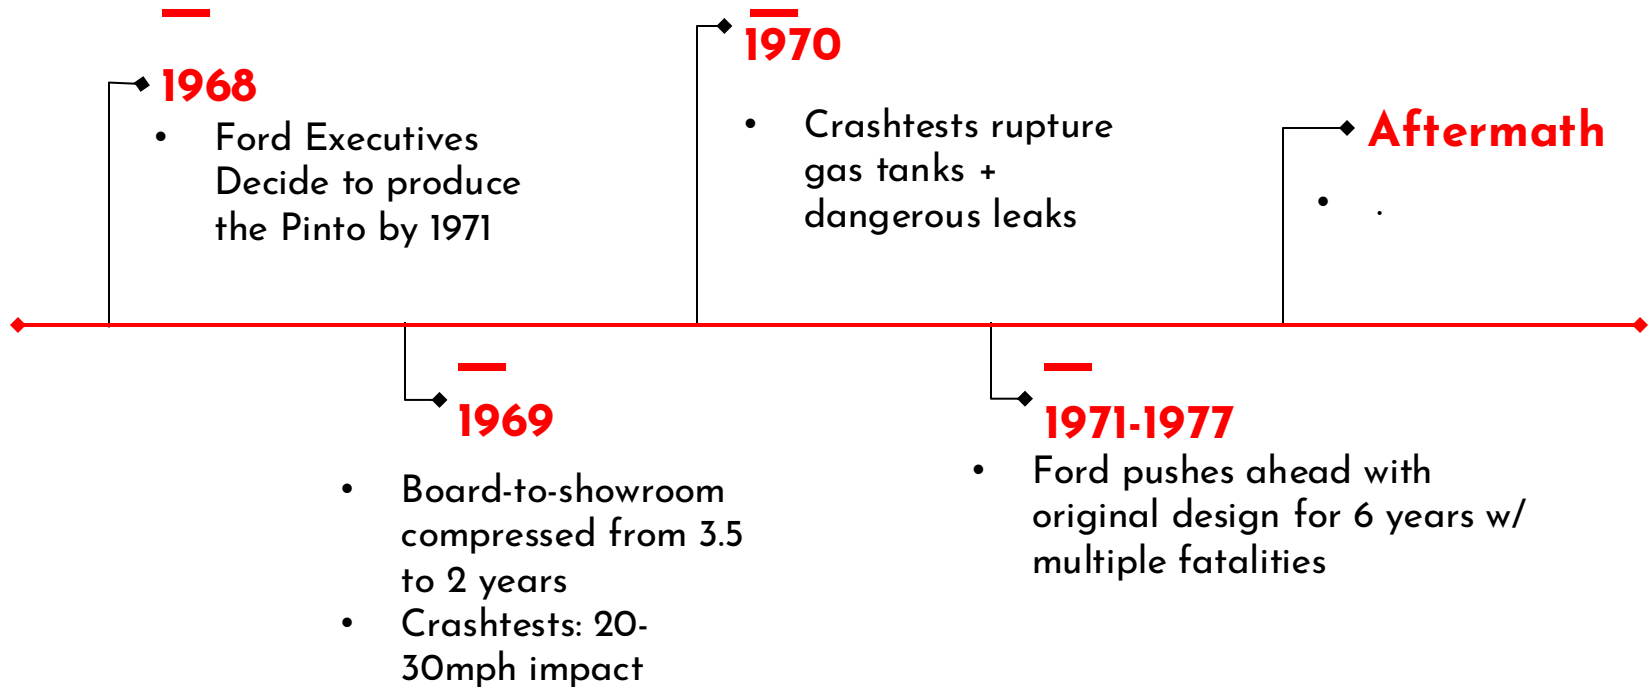 1968
• Ford Executives
Decide to produce
the Pinto by 1971
1969
• Board-to-showroom
compressed from 3.5
to 2 years
• Crashtests: 20-
30mph impact
1970
• Crashtests rupture
gas tanks +
dangerous leaks
1971-1977
• Ford pushes ahead with
original design for 6 years w/
multiple fatalities
Aftermath
• .